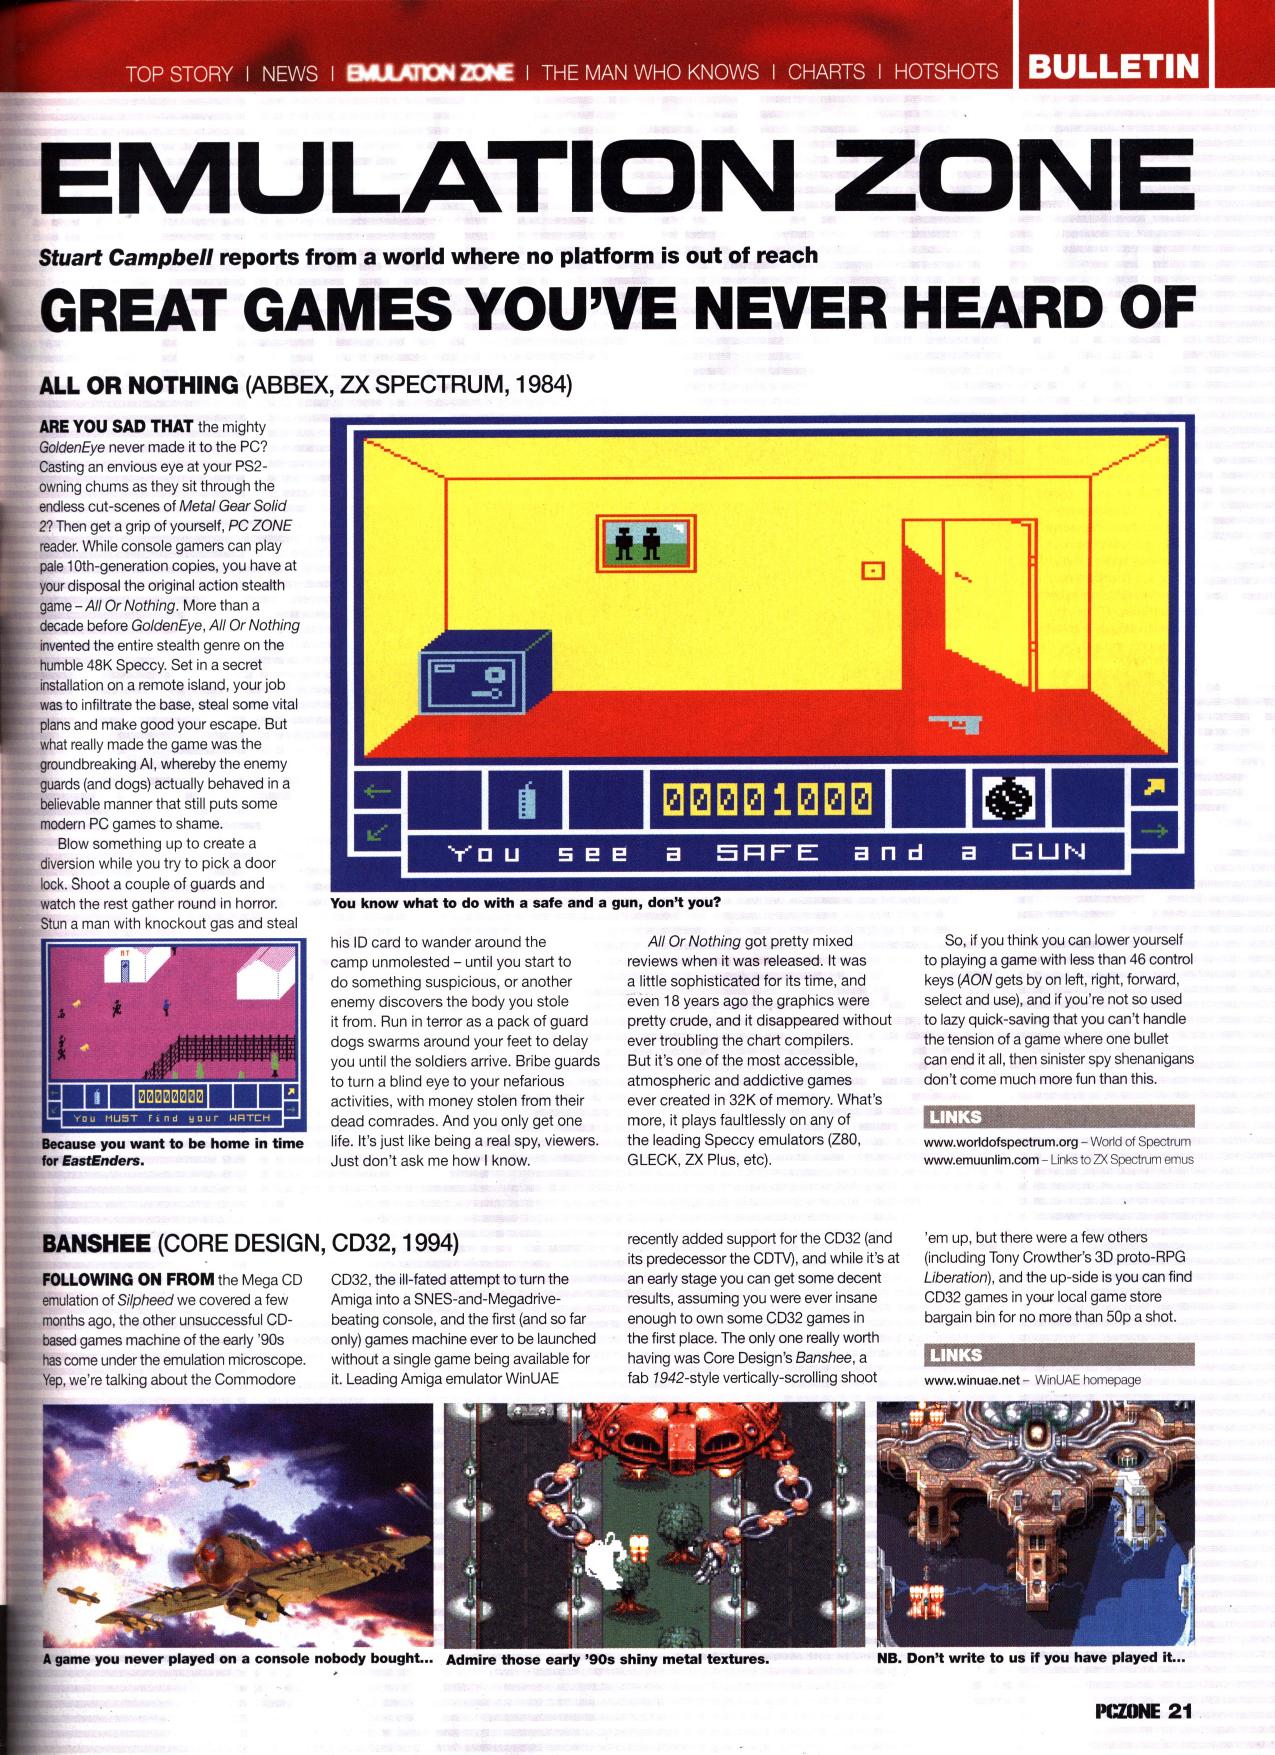 TOP STORY | NEWS | EMULATION ZONE | THE MAN WHO KNOWS | CHARTS | HOTSHOTS
BULLETIN
EMULATION ZONE
Stuart Campbell reports from a world where no platform is out of reach
GREAT GAMES YOU'VE NEVER HEARD OF
ALL OR NOTHING (ABBEX, ZX SPECTRUM, 1984)
ARE YOU SAD THAT the mighty
GoldenEye never made it to the PC?
Casting an envious eye at your PS2-
owning chums as they sit through the
endless cut-scenes of Metal Gear Solid
2? Then get a grip of yourself, PC ZONE
reader. While console gamers can play
pale 10th-generation copies, you have at
your disposal the original action stealth
game – All Or Nothing. More than a
decade before GoldenEye, All Or Nothing
invented the entire stealth genre on the
humble 48K Speccy. Set in a secret
installation on a remote island, your job
was to infiltrate the base, steal some vital
plans and make good your escape. But
what really made the game was the
groundbreaking AI, whereby the enemy
guards (and dogs) actually behaved in a
believable manner that still puts some
modern PC games to shame.
Blow something up to create a
diversion while you try to pick a door
lock. Shoot a couple of guards and
watch the rest gather round in horror.
Stun a man with knockout gas and steal
00001000
You see a SAFE and a GUN
You know what to do with a safe and a gun, don't you?
MT
00000000
You MUST find your WATCH
Because you want to be home in time
for EastEnders.
his ID card to wander around the
camp unmolested – until you start to
do something suspicious, or another
enemy discovers the body you stole
it from. Run in terror as a pack of guard
dogs swarms around your feet to delay
you until the soldiers arrive. Bribe guards
to turn a blind eye to your nefarious
activities, with money stolen from their
dead comrades. And you only get one
life. It's just like being a real spy, viewers.
Just don't ask me how I know.
All Or Nothing got pretty mixed
reviews when it was released. It was
a little sophisticated for its time, and
even 18 years ago the graphics were
pretty crude, and it disappeared without
ever troubling the chart compilers.
But it's one of the most accessible,
atmospheric and addictive games
ever created in 32K of memory. What's
more, it plays faultlessly on any of
the leading Speccy emulators (Z80,
GLECK, ZX Plus, etc).
So, if you think you can lower yourself
to playing a game with less than 46 control
keys (AON gets by on left, right, forward,
select and use), and if you're not so used
to lazy quick-saving that you can't handle
the tension of a game where one bullet
can end it all, then sinister spy shenanigans
don't come much more fun than this.
LINKS
www.worldofspectrum.org – World of Spectrum
www.emuunlim.com – Links to ZX Spectrum emus
BANSHEE (CORE DESIGN, CD32, 1994)
FOLLOWING ON FROM the Mega CD
emulation of Silpheed we covered a few
months ago, the other unsuccessful CD-
based games machine of the early '90s
has come under the emulation microscope.
Yep, we're talking about the Commodore
CD32, the ill-fated attempt to turn the
Amiga into a SNES-and-Megadrive-
beating console, and the first (and so far
only) games machine ever to be launched
without a single game being available for
it. Leading Amiga emulator WinUAE
recently added support for the CD32 (and
its predecessor the CDTV), and while it's at
an early stage you can get some decent
results, assuming you were ever insane
enough to own some CD32 games in
the first place. The only one really worth
having was Core Design's Banshee, a
fab 1942-style vertically-scrolling shoot
'em up, but there were a few others
(including Tony Crowther's 3D proto-RPG
Liberation), and the up-side is you can find
CD32 games in your local game store
bargain bin for no more than 50p a shot.
LINKS
www.winuae.net – WinUAE homepage
A game you never played on a console nobody bought...
Admire those early '90s shiny metal textures.
NB. Don't write to us if you have played it...
PCZONE 21